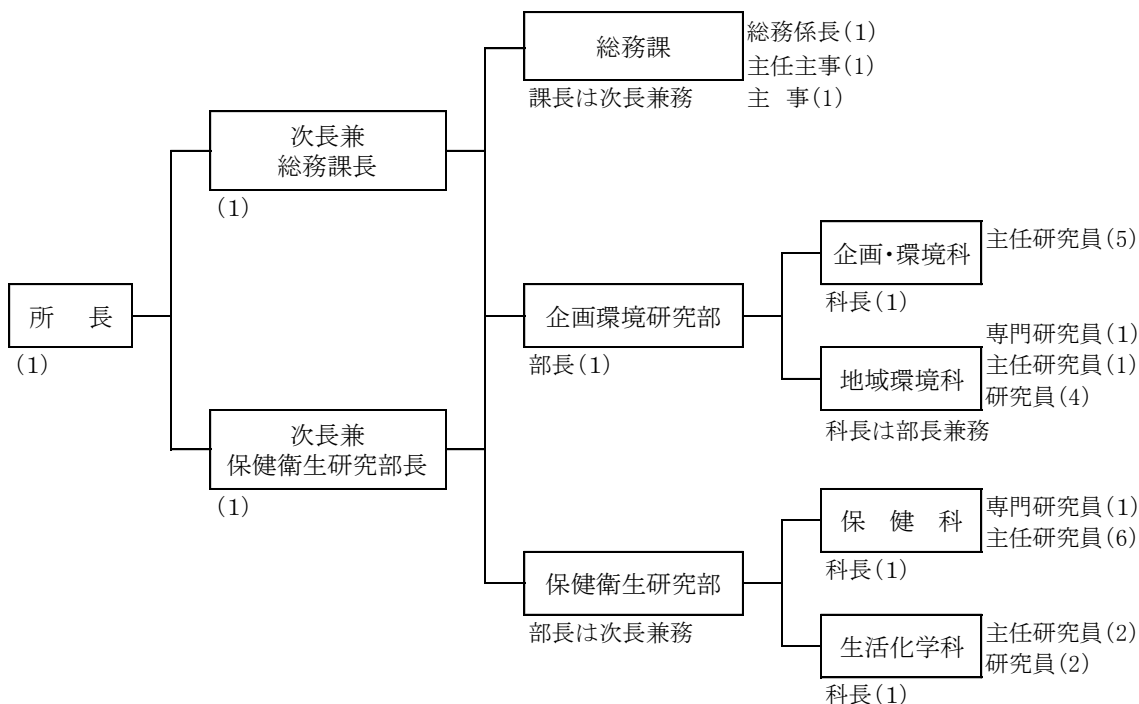 所　長
(1)
次長兼
総務課長
(1)
次長兼
保健衛生研究部長
(1)
総務課
課長は次長兼務
総務係長(1)
主任主事(1)
主　事(1)
企画環境研究部
部長(1)
企画・環境科
科長(1)
主任研究員(5)
地域環境科
科長は部長兼務
専門研究員(1)
主任研究員(1)
研究員(4)
保健衛生研究部
部長は次長兼務
保　健　科
科長(1)
専門研究員(1)
主任研究員(6)
生活化学科
科長(1)
主任研究員(2)
研究員(2)